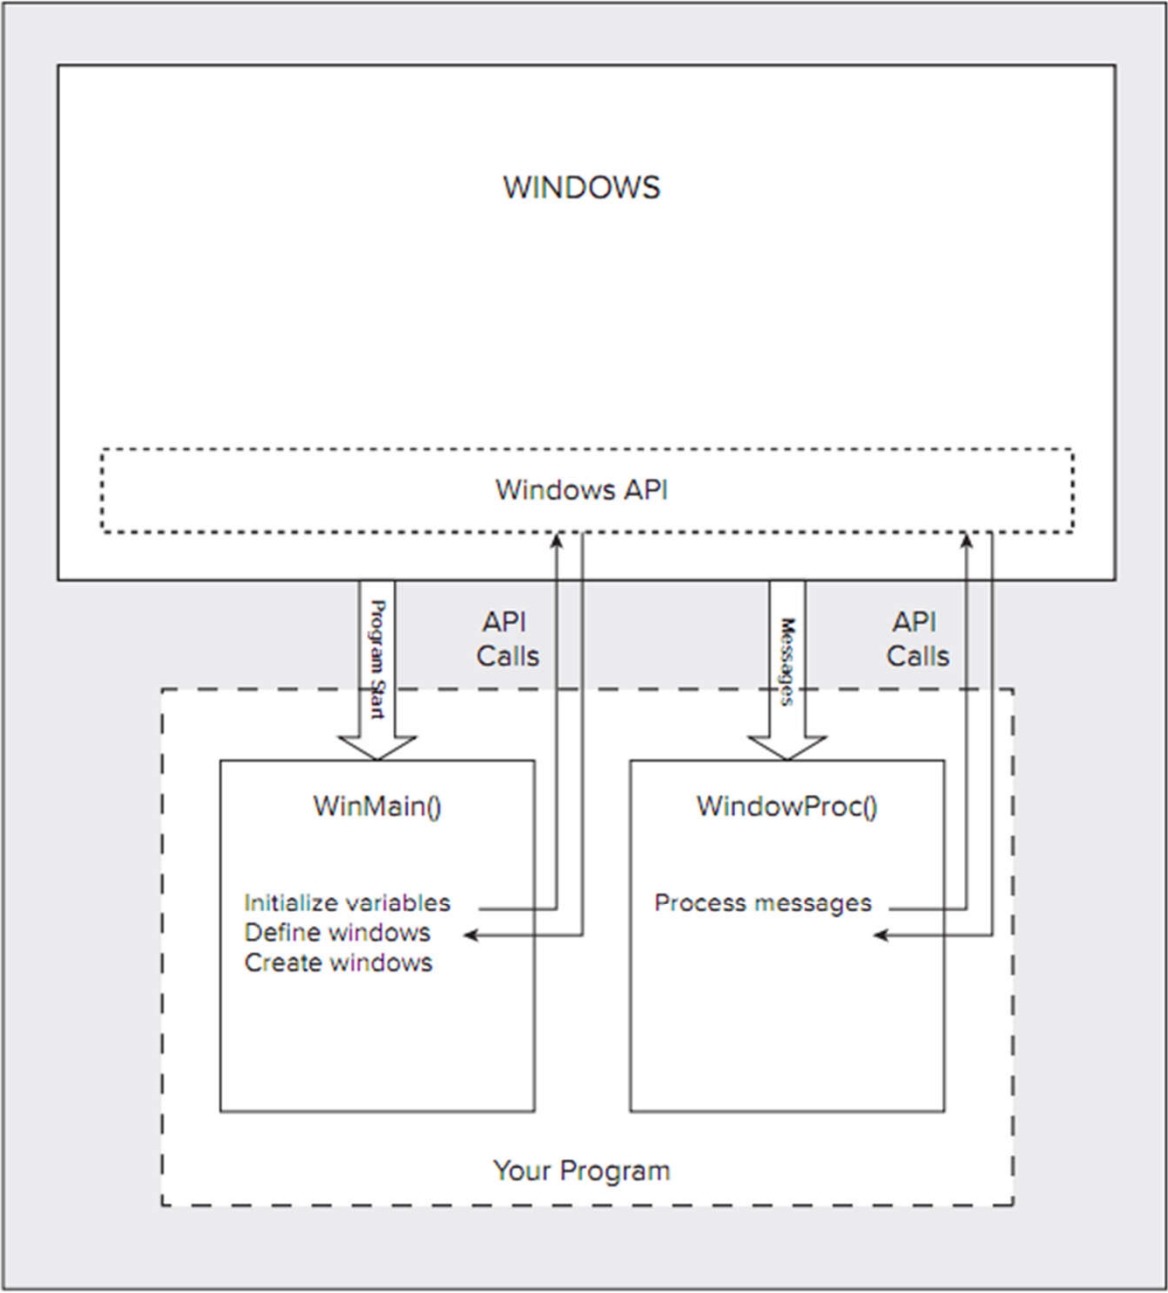 WINDOWS
Windows API
Program Start
API
Calls
Messages
API
Calls
WinMain()
Initialize variables
Define windows
Create windows
WindowProc()
Process messages
Your Program